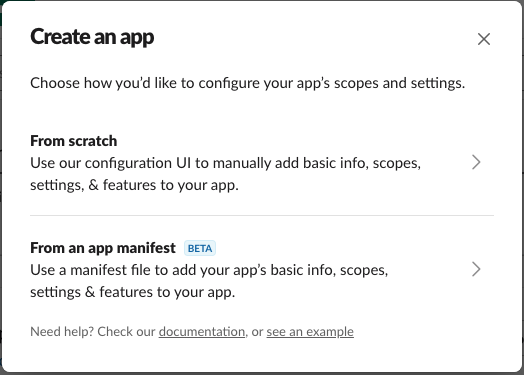 Create an app
Choose how you'd like to configure your app's scopes and settings.
From scratch
Use our configuration UI to manually add basic info, scopes,
settings, & features to your app.
From an app manifest BETA
Use a manifest file to add your app's basic info, scopes,
settings & features to your app.
Need help? Check our documentation, or see an example